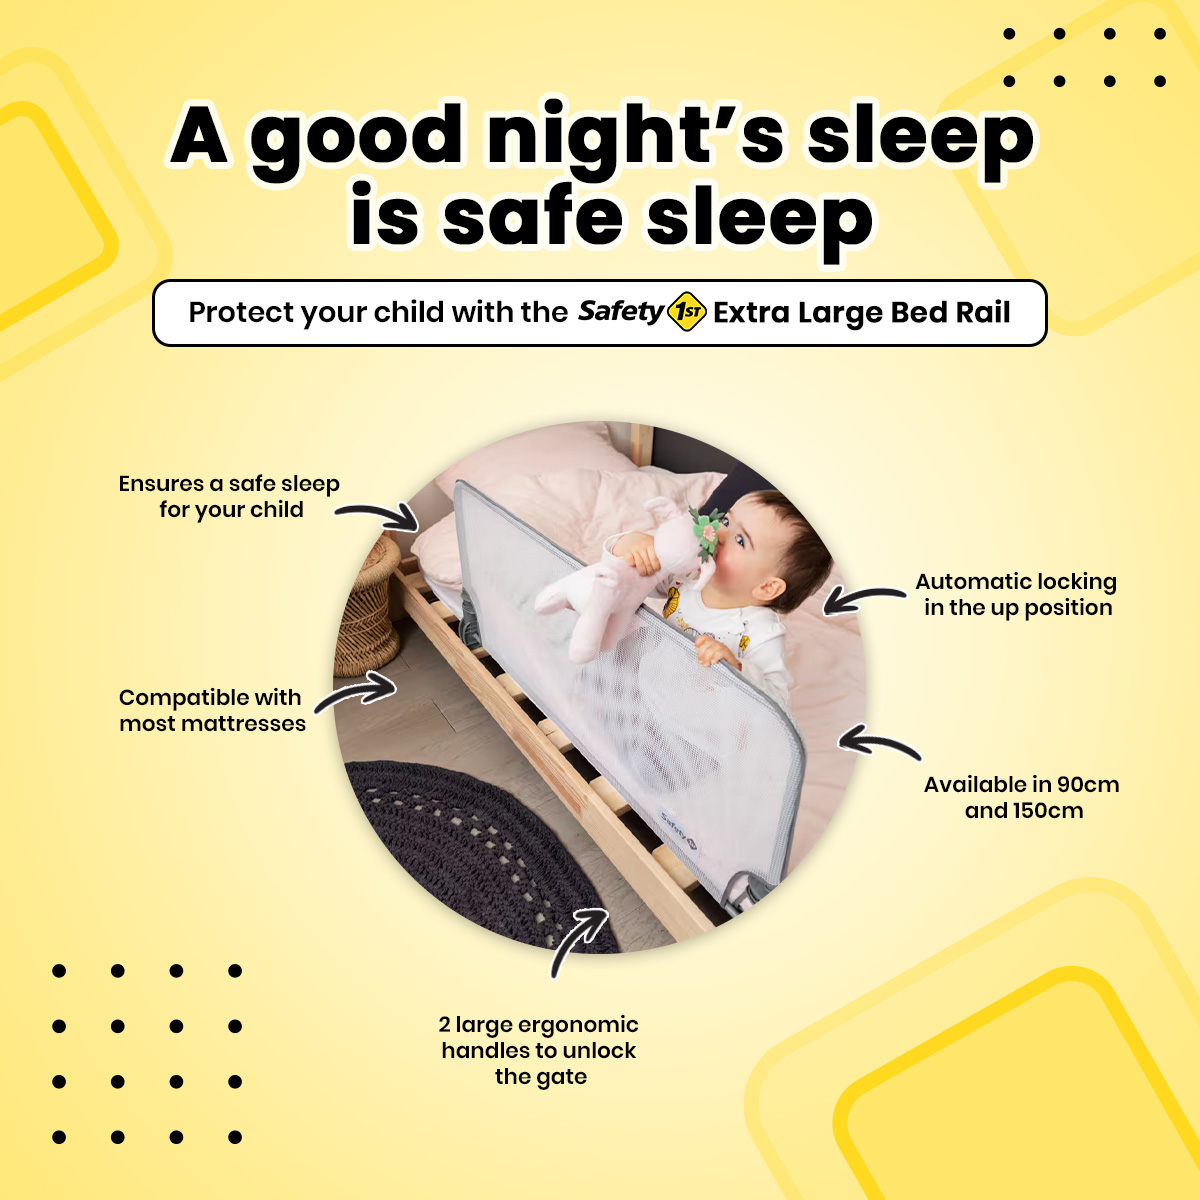 A good night’s sleep
is safe sleep
Protect your child with the Safety 1ST Extra Large Bed Rail
Ensures a safe sleep
for your child
Automatic locking
in the up position
Compatible with
most mattresses
Available in 90cm
and 150cm
Safety 1st
2 large ergonomic
handles to unlock
the gate